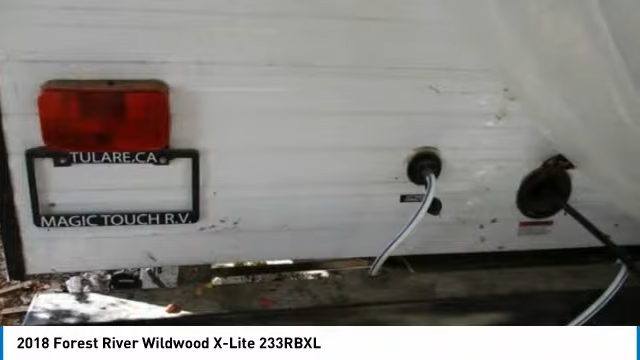 TULARE,CA
MAGIC TOUCH R.V.
2018 Forest River Wildwood X-Lite 233RBXL